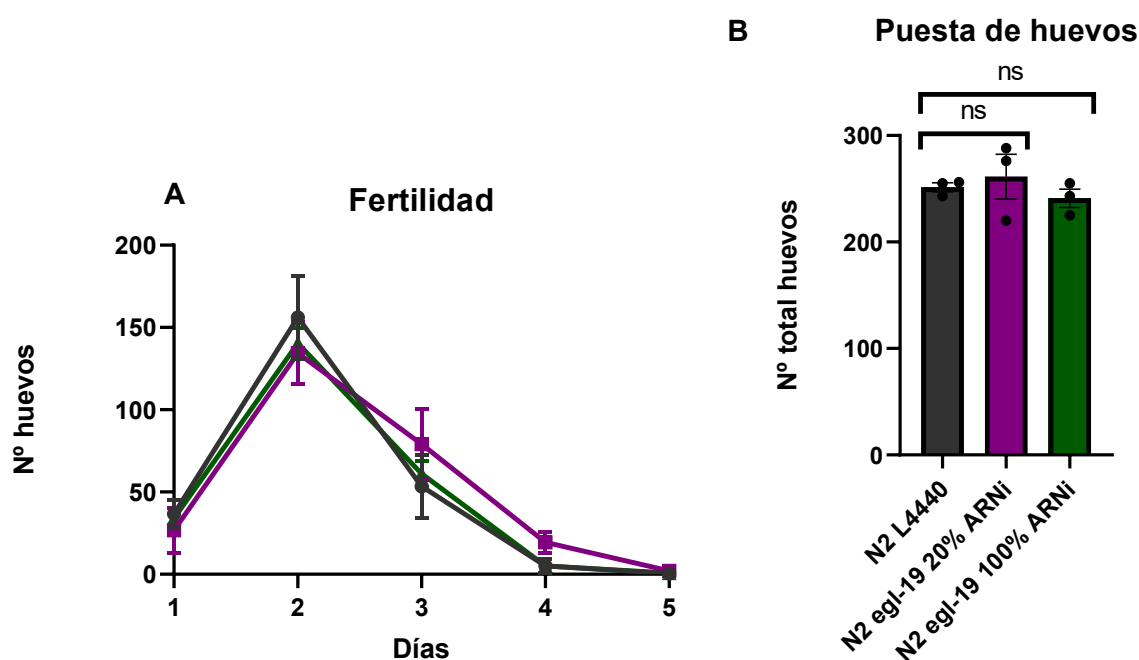 A
Fertilidad
Nº huevos
200
150
100
50
0
1 2 3 4 5
Días
B
Puesta de huevos
ns
ns
Nº total huevos
300
200
100
0
N2 L4440
N2 egl-19 20% ARNi
N2 egl-19 100% ARNi